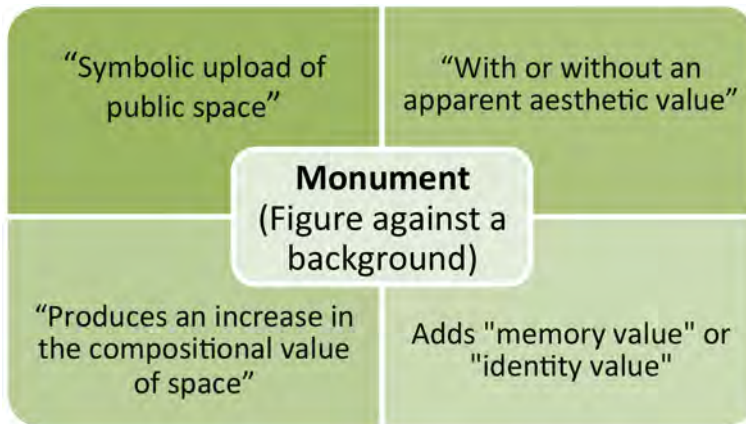 “Symbolic upload of
public space”
“With or without an
apparent aesthetic value”
Monument
(Figure against a
background)
“Produces an increase in
the compositional value
of space”
Adds "memory value" or
"identity value"